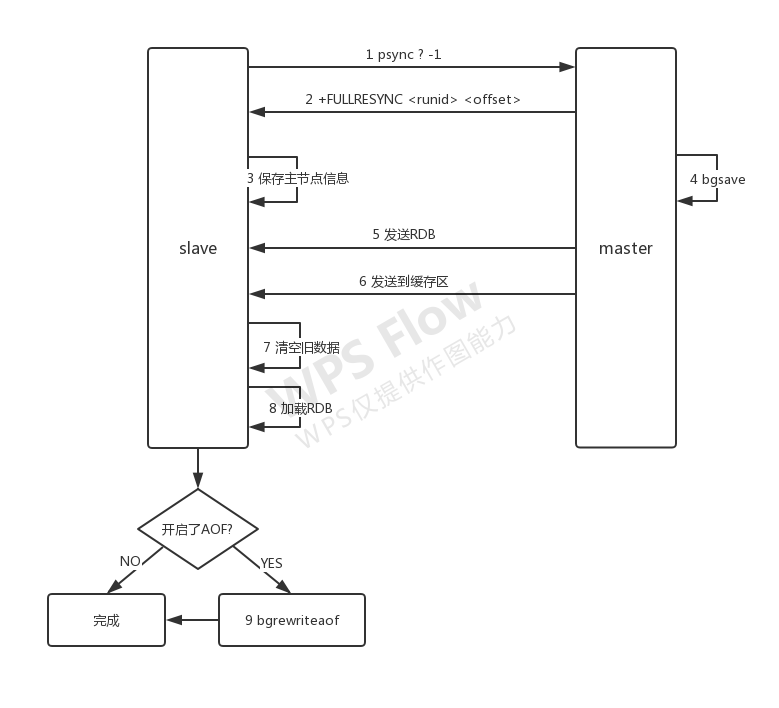 1 psync ? -1
2 +FULLRESYNC <runid> <offset>
3 保存主节点信息
4 bgsave
slave
master
5 发送RDB
6 发送到缓存区
7 清空旧数据
8 加载RDB
WPS Flow
WPS仅提供作图能力
开启了AOF?
NO
YES
完成
9 bgrewriteaof